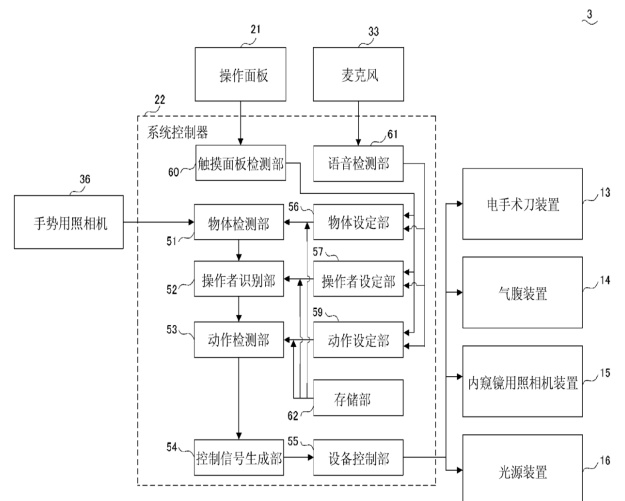 3
21
33
操作面板
麦克风
22
系统控制器
61
60
触摸面板检测部
语音检测部
36
手势用照相机
56
物体检测部
物体设定部
51
13
电手术刀装置
57
52
操作者识别部
操作者设定部
14
气腹装置
59
53
动作检测部
动作设定部
15
内窥镜用照相机装置
存储部
62
54
控制信号生成部
55
设备控制部
16
光源装置